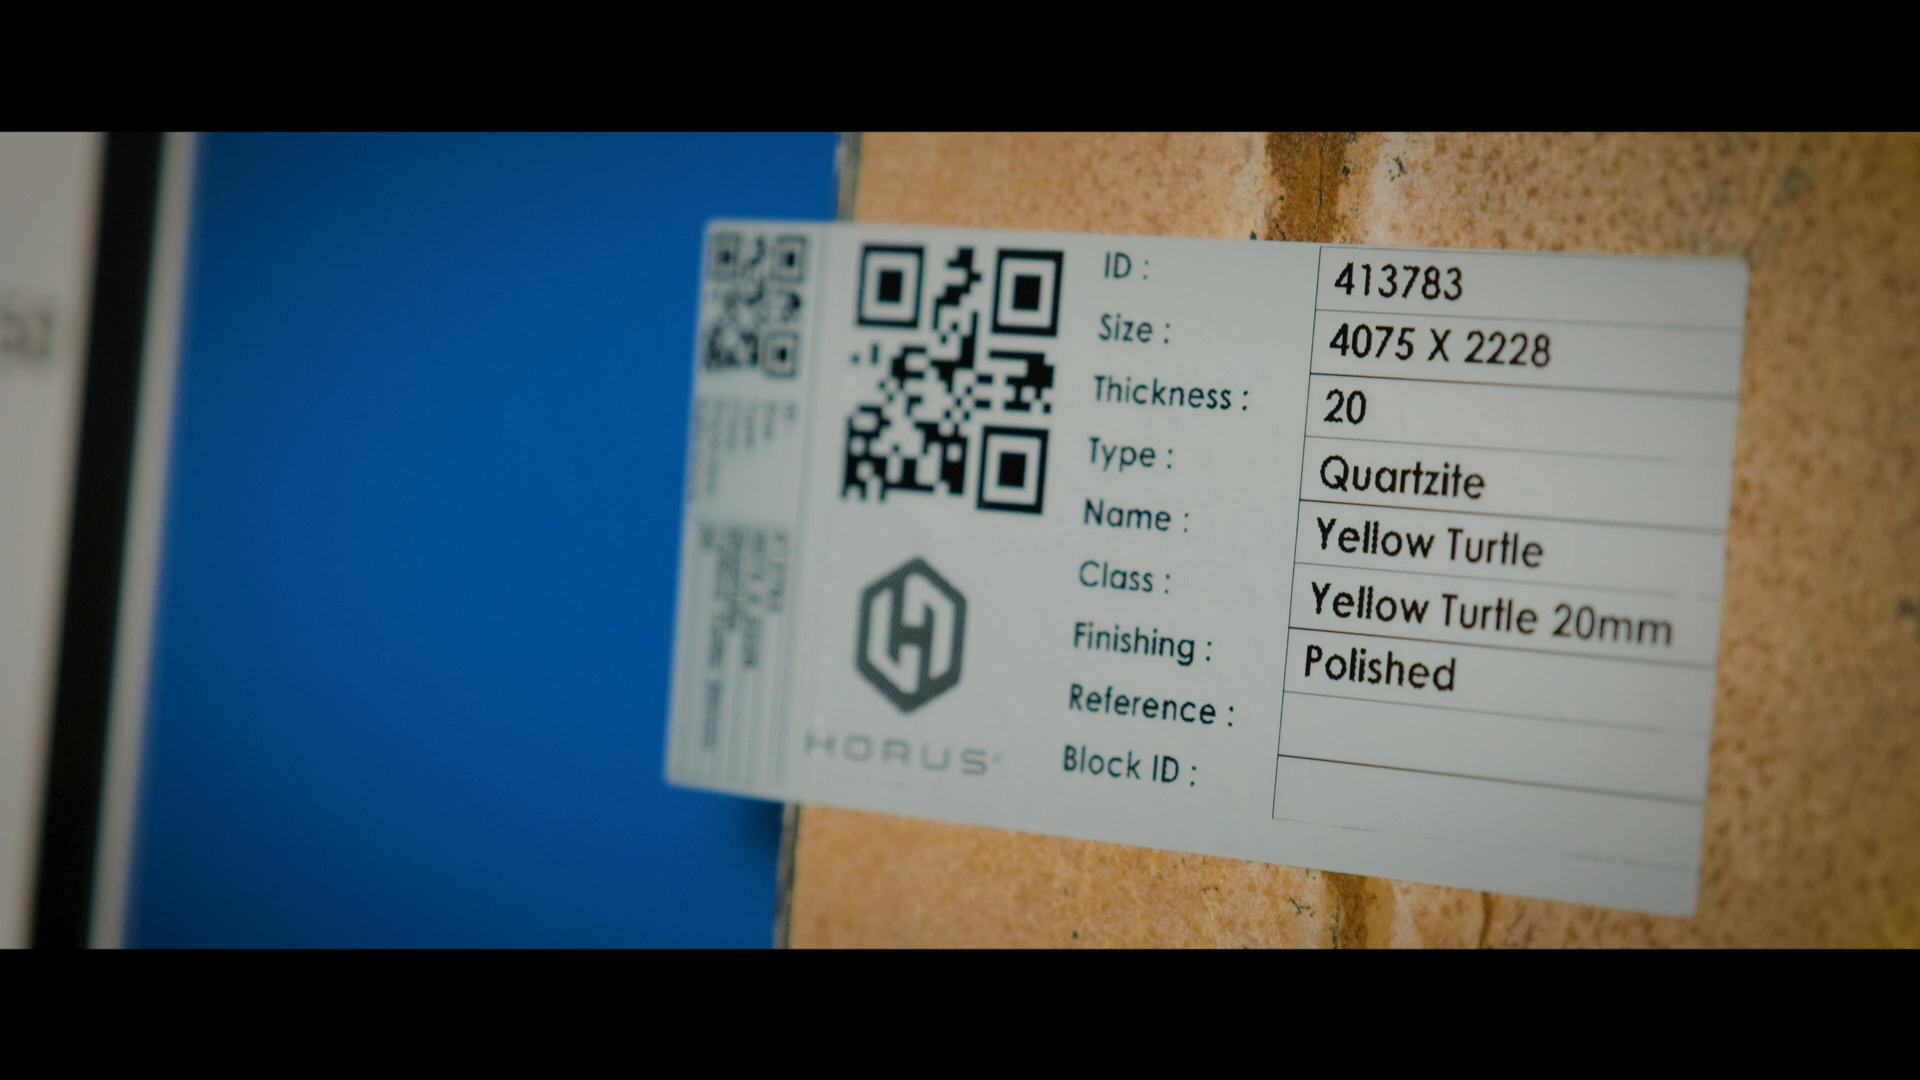 ID : 413783
Size : 4075 X 2228
Thickness : 20
Type : Quartzite
Name : Yellow Turtle
Class : Yellow Turtle 20mm
Finishing : Polished
Reference :
Block ID :
HORUS